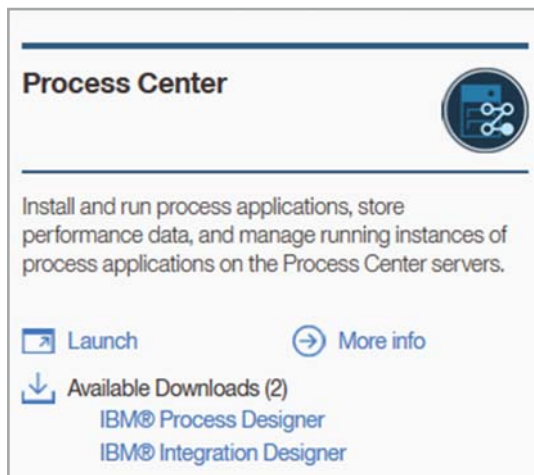 Process Center
Install and run process applications, store
performance data, and manage running instances of
process applications on the Process Center servers.
Launch
More info
Available Downloads (2)
IBM® Process Designer
IBM® Integration Designer